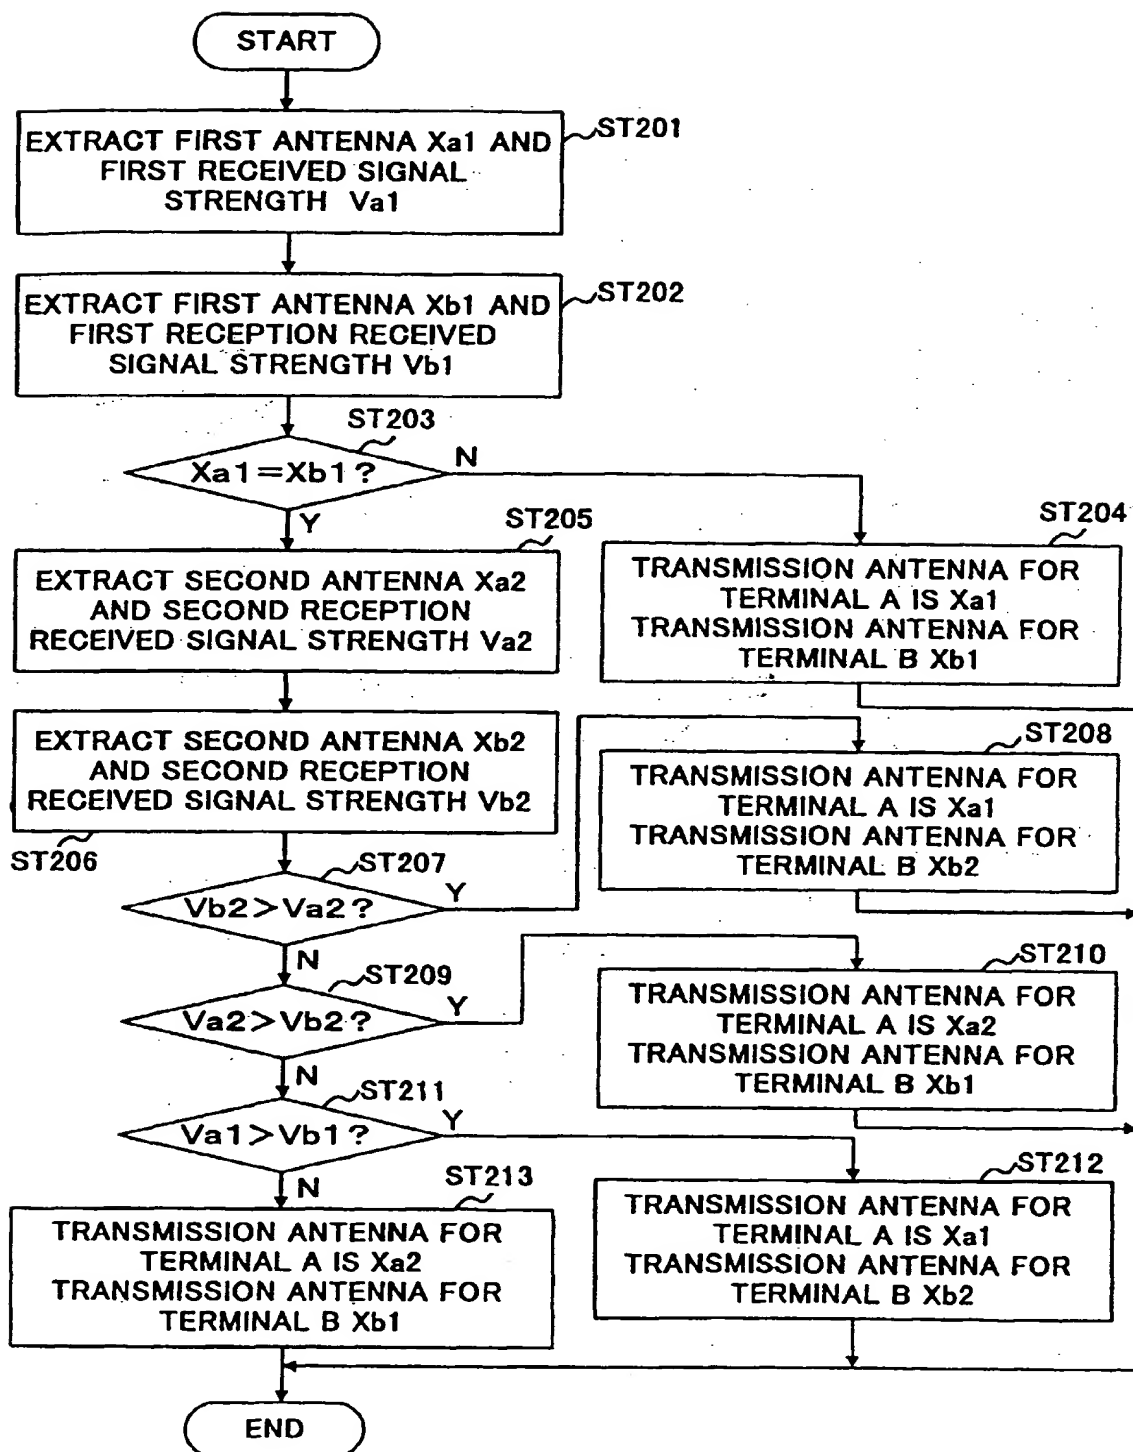 START
EXTRACT FIRST ANTENNA Xa1 AND
FIRST RECEIVED SIGNAL
STRENGTH Va1
ST201
EXTRACT FIRST ANTENNA Xb1 AND
FIRST RECEPTION RECEIVED
SIGNAL STRENGTH Vb1
ST202
ST203
Xa1=Xb1?
N
Y
ST204
TRANSMISSION ANTENNA FOR
TERMINAL A IS Xa1
TRANSMISSION ANTENNA FOR
TERMINAL B Xb1
ST205
EXTRACT SECOND ANTENNA Xa2
AND SECOND RECEPTION
RECEIVED SIGNAL STRENGTH Va2
EXTRACT SECOND ANTENNA Xb2
AND SECOND RECEPTION
RECEIVED SIGNAL STRENGTH Vb2
ST206
ST207
Vb2>Va2?
Y
N
ST208
TRANSMISSION ANTENNA FOR
TERMINAL A IS Xa1
TRANSMISSION ANTENNA FOR
TERMINAL B Xb2
ST209
Va2>Vb2?
Y
N
ST210
TRANSMISSION ANTENNA FOR
TERMINAL A IS Xa2
TRANSMISSION ANTENNA FOR
TERMINAL B Xb1
ST211
Va1>Vb1?
Y
N
ST212
TRANSMISSION ANTENNA FOR
TERMINAL A IS Xa1
TRANSMISSION ANTENNA FOR
TERMINAL B Xb2
ST213
TRANSMISSION ANTENNA FOR
TERMINAL A IS Xa2
TRANSMISSION ANTENNA FOR
TERMINAL B Xb1
END